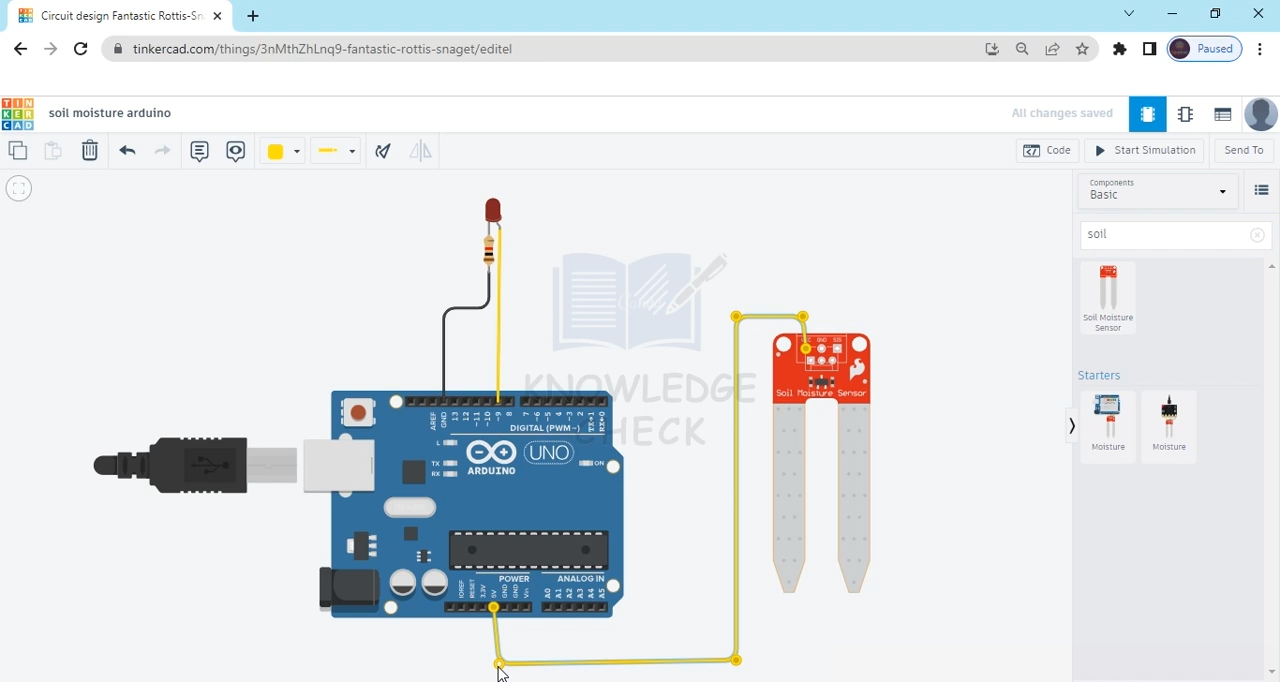 Circuit design Fantastic Rottis-Sn
tinkercad.com/things/3nMthZhLnq9-fantastic-rottis-snaget/editel
Paused
TIN
KER
CAD
soil moisture arduino
All changes saved
Code
Start Simulation
Send To
Components
Basic
soil
Soil Moisture
Sensor
Starters
Moisture
Moisture
KNOWLEDGE
CHECK
VCC GND SIG
Soil Moisture Sensor
AREF
GND
13
12
~11
~10
~9
8
7
~6
~5
4
~3
2
TX→1
RX←0
DIGITAL (PWM~)
L
TX
RX
ARDUINO
UNO
ON
POWER
ANALOG IN
IOREF
RESET
3.3V
5V
GND
GND
Vin
A0
A1
A2
A3
A4
A5